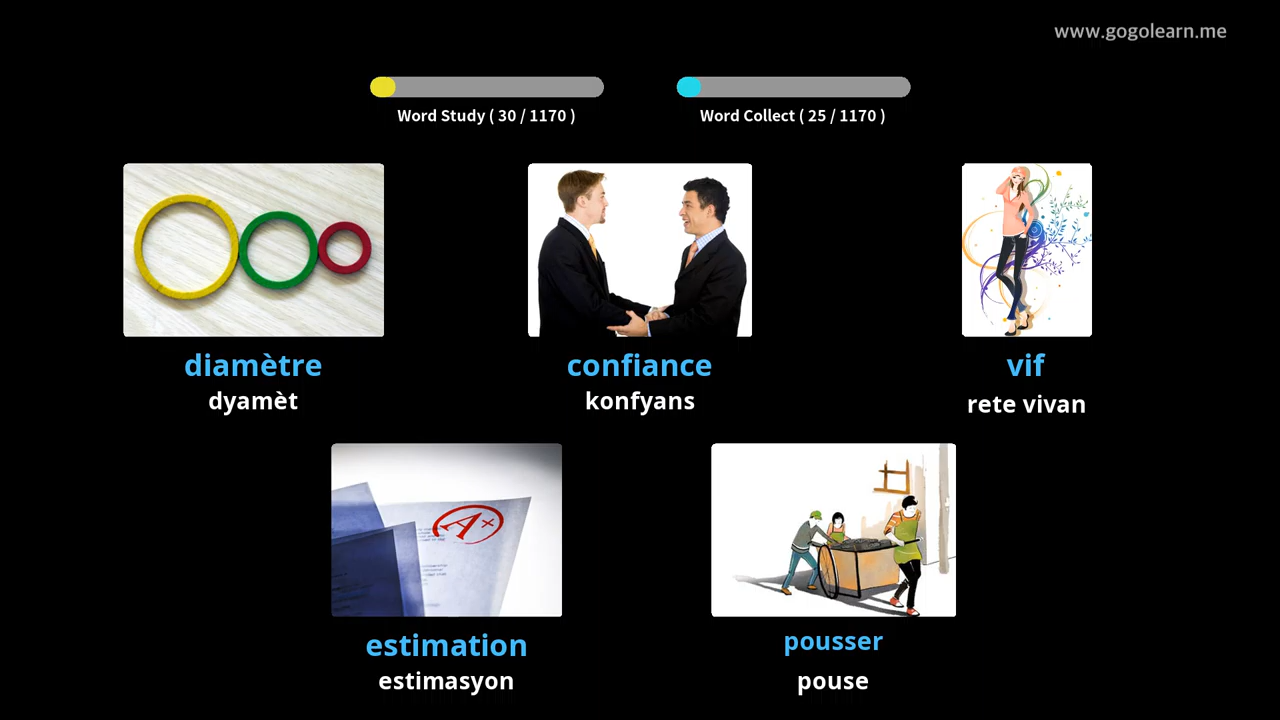 www.gogolearn.me
Word Study ( 30 / 1170 )
Word Collect ( 25 / 1170 )
diamètre
dyamèt
confiance
konfyans
vif
rete vivan
A+
estimation
estimasyon
pousser
pouse